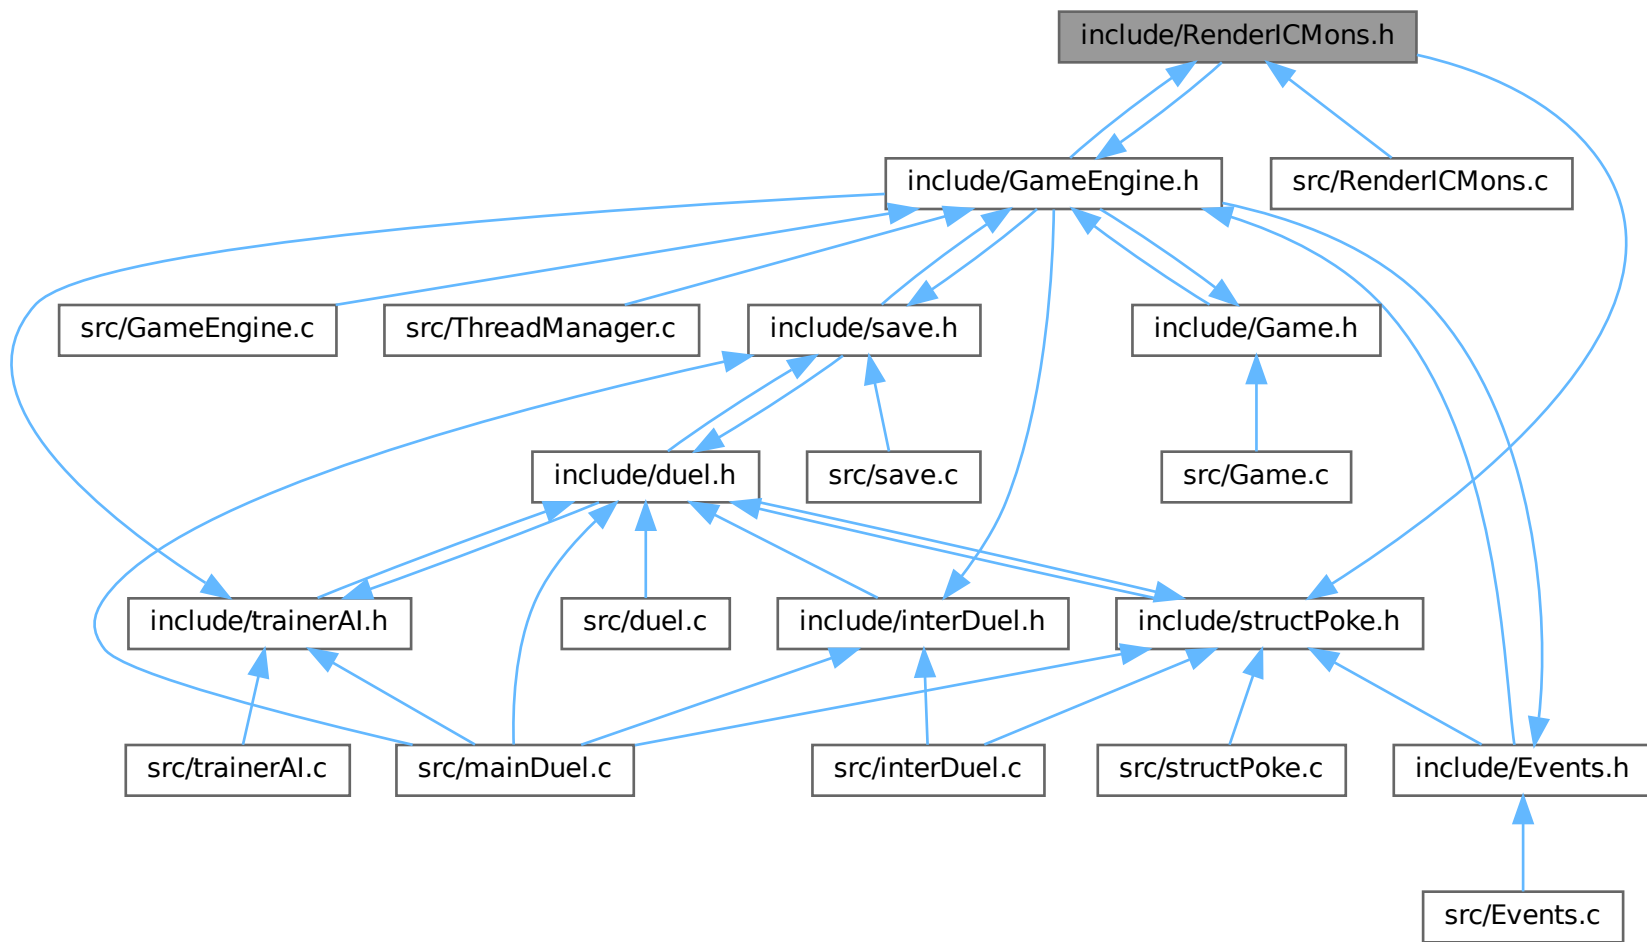 include/RenderICMons.h
include/GameEngine.h
src/RenderICMons.c
src/GameEngine.c
src/ThreadManager.c
include/save.h
include/Game.h
include/duel.h
src/save.c
src/Game.c
include/trainerAI.h
src/duel.c
include/interDuel.h
include/structPoke.h
src/trainerAI.c
src/mainDuel.c
src/interDuel.c
src/structPoke.c
include/Events.h
src/Events.c